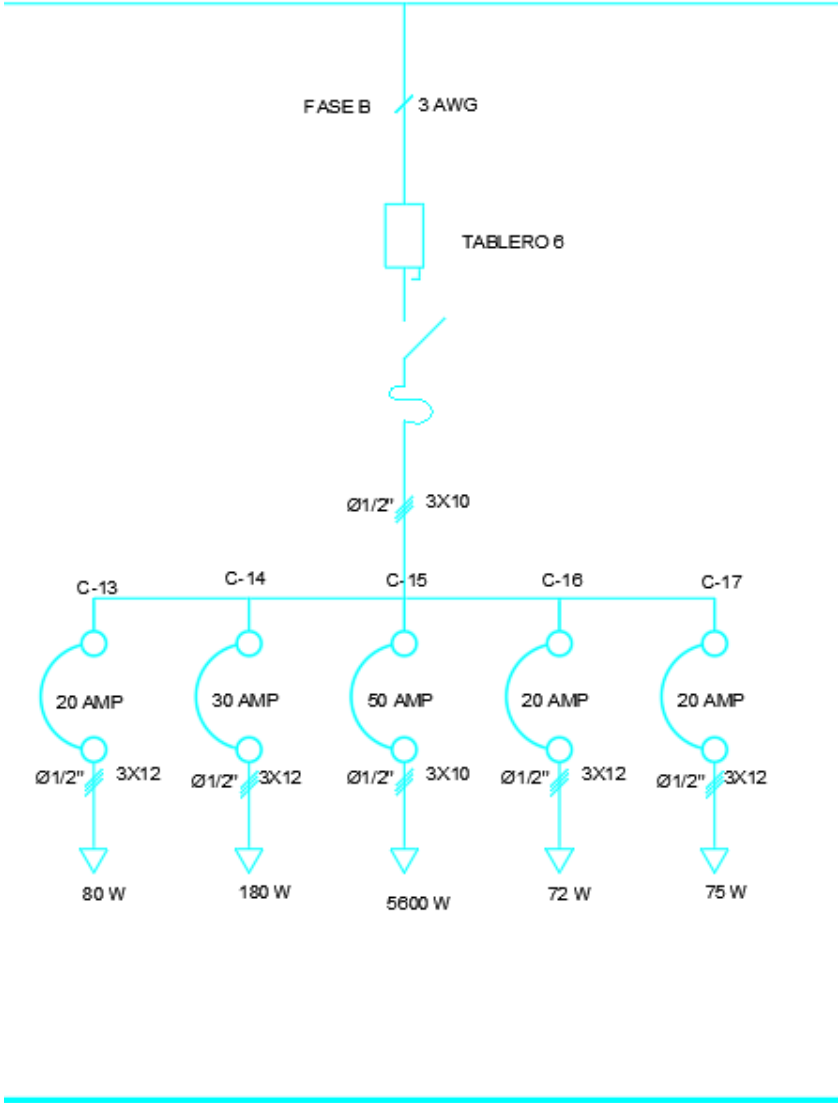 FASE B 3 AWG
TABLERO 6
Ø1/2" 3X10
C-13 C-14 C-15 C-16 C-17
20 AMP 30 AMP 50 AMP 20 AMP 20 AMP
Ø1/2" 3X12 Ø1/2" 3X12 Ø1/2" 3X10 Ø1/2" 3X12 Ø1/2" 3X12
80 W 180 W 5600 W 72 W 75 W